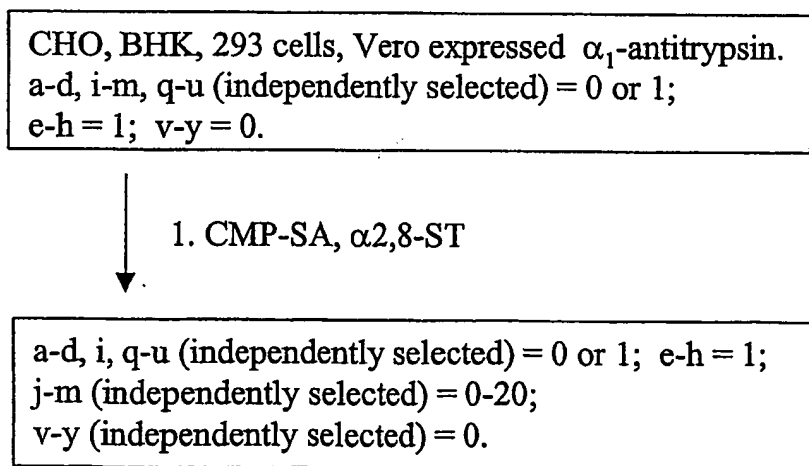 CHO, BHK, 293 cells, Vero expressed α₁-antitrypsin.
a-d, i-m, q-u (independently selected) = 0 or 1;
e-h = 1; v-y = 0.
1. CMP-SA, α2,8-ST
a-d, i, q-u (independently selected) = 0 or 1; e-h = 1;
j-m (independently selected) = 0-20;
v-y (independently selected) = 0.